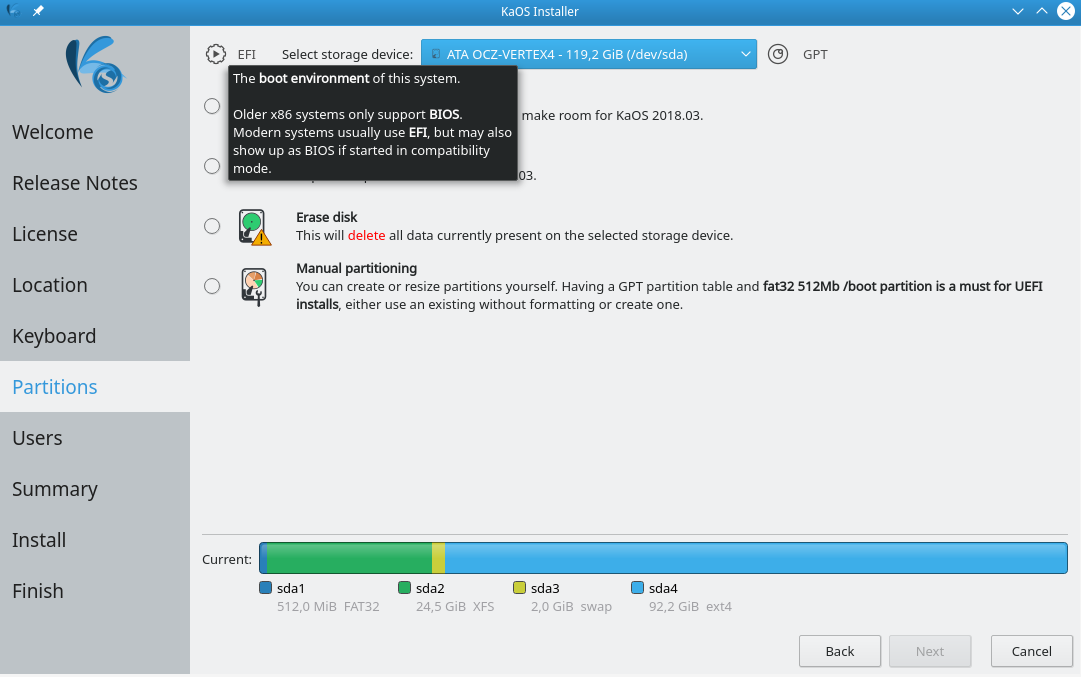 KaOS Installer
EFI
Select storage device:
ATA OCZ-VERTEX4 - 119,2 GiB (/dev/sda)
GPT
The boot environment of this system.
Older x86 systems only support BIOS.
Modern systems usually use EFI, but may also
show up as BIOS if started in compatibility
mode.
make room for KaOS 2018.03.
03.
Erase disk
This will delete all data currently present on the selected storage device.
Manual partitioning
You can create or resize partitions yourself. Having a GPT partition table and fat32 512Mb /boot partition is a must for UEFI
installs, either use an existing without formatting or create one.
Welcome
Release Notes
License
Location
Keyboard
Partitions
Users
Summary
Install
Finish
Current:
sda1
512,0 MiB FAT32
sda2
24,5 GiB XFS
sda3
2,0 GiB swap
sda4
92,2 GiB ext4
Back
Next
Cancel